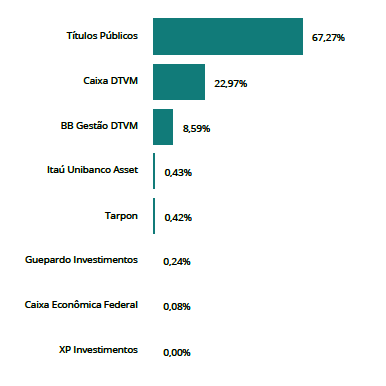 Títulos Públicos 67,27%
Caixa DTVM 22,97%
BB Gestão DTVM 8,59%
Itaú Unibanco Asset 0,43%
Tarpon 0,42%
Guepardo Investimentos 0,24%
Caixa Econômica Federal 0,08%
XP Investimentos 0,00%